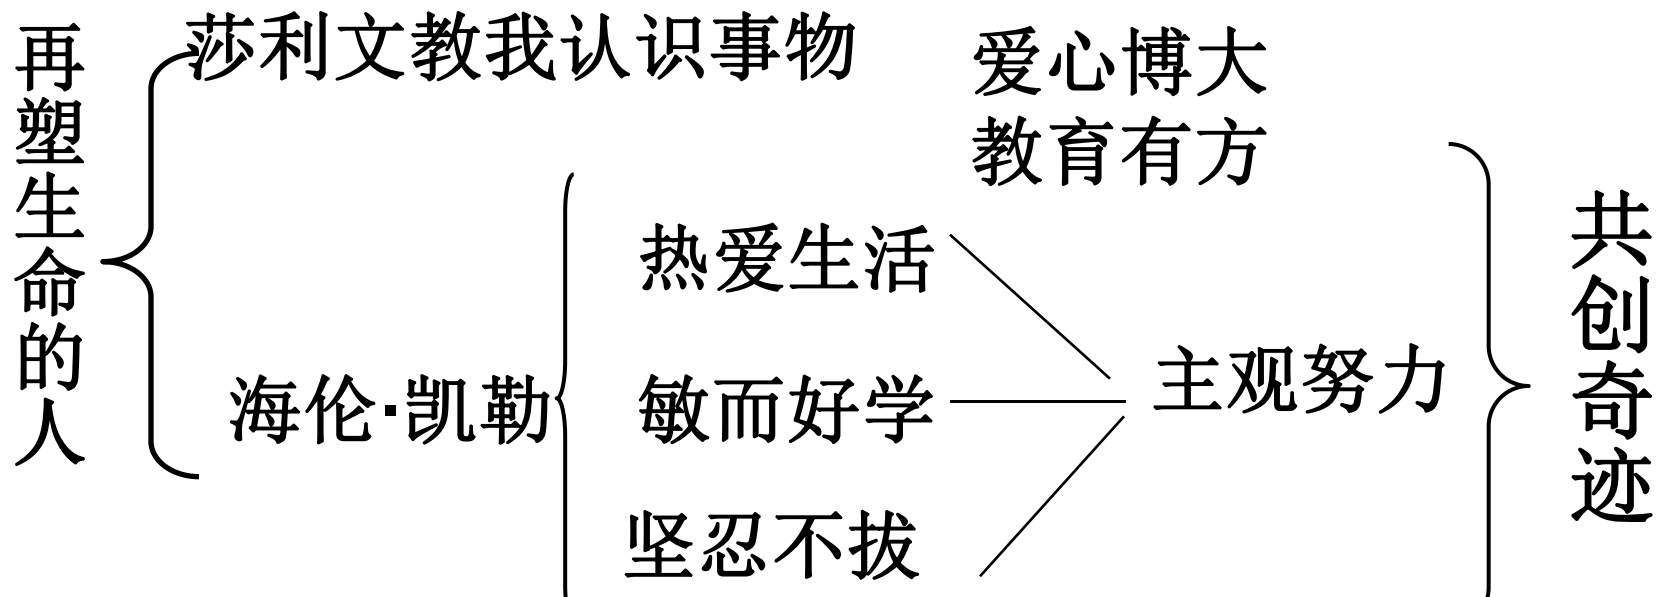 再塑生命的人
莎利文教我认识事物
爱心博大
教育有方
海伦·凯勒
热爱生活
敏而好学
坚忍不拔
主观努力
共创奇迹